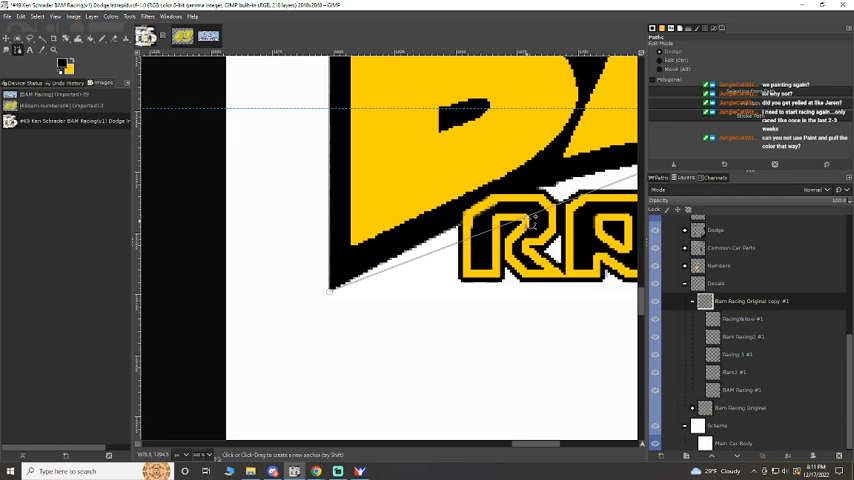 #49 Ken Schrader BAM Racing(v1) Dodge Intrepid.xcf-1.0 (RGB color 8-bit gamma integer, GIMP built-in sRGB, 210 layers) 2048x2048 – GIMP
File Edit Select View Image Layer Colors Tools Filters Windows Help
Device Status Undo History Images
[BAM Racing] (imported)-39
#49 Ken Schrader BAM Racing(v1) Dodge In
Paths
Edit Mode
Design
Edit (Ctrl)
Move (Alt)
Polygonal
we painting again?
why not?
did you get yelled at like Jaren?
I need to start racing again...only
raced like once in the last 2-3
weeks
can you not use Paint and pull the
color that way?
Stroke Path
Paths Layers Channels
Mode Normal
Opacity 100.0
Lock:
Dodge
Common Car Parts
Numbers
Decals
Bam Racing Original copy #1
RacingYellow #1
Bam Racing2 #1
Racing 3 #1
Bam2 #1
BAM Racing #1
Bam Racing Original
Scheme
Main Car Body
px
Click or Click-Drag to create a new anchor (try Shift)
Type here to search
29°F Cloudy
8:11 PM
12/17/2022